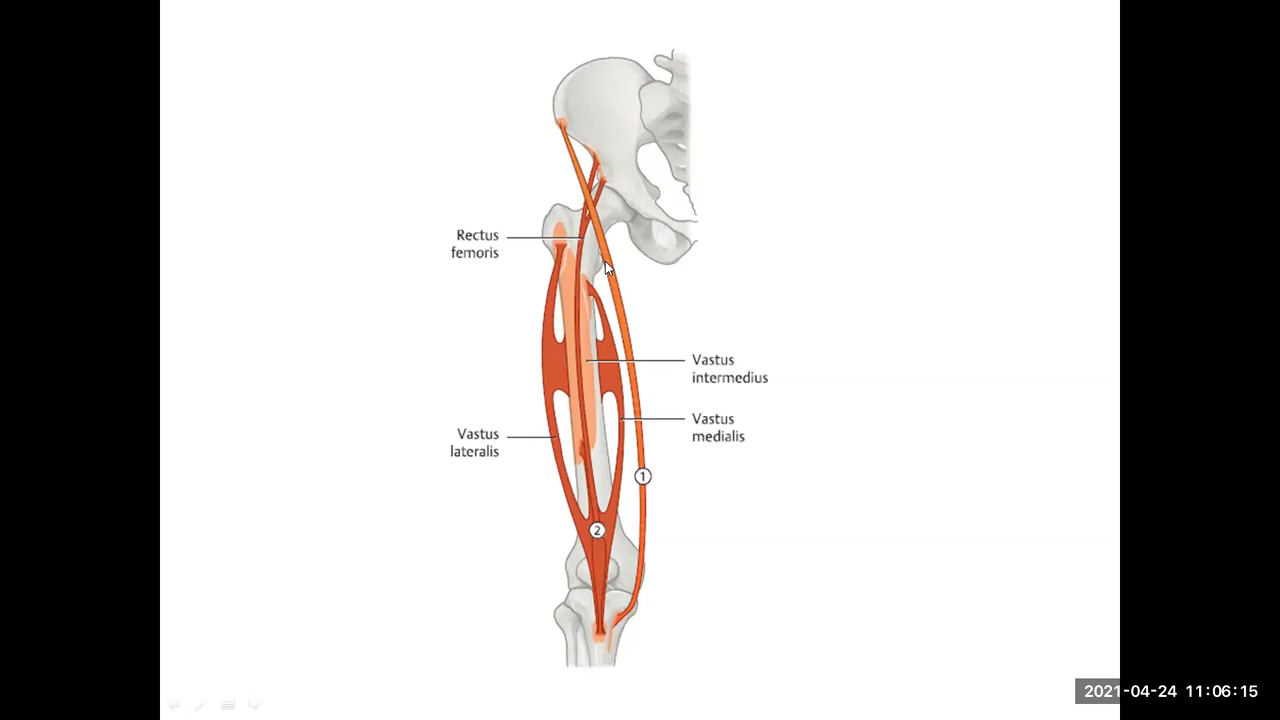 Rectus
femoris
Vastus
intermedius
Vastus
medialis
Vastus
lateralis
1
2
2021-04-24 11:06:15